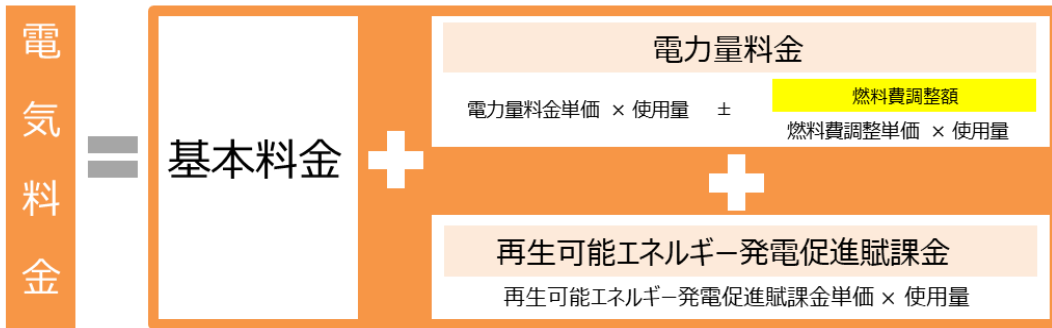 電気料金
=
基本料金
+
電力量料金
電力量料金単価 × 使用量 ±
燃料費調整額
燃料費調整単価 × 使用量
+
再生可能エネルギー発電促進賦課金
再生可能エネルギー発電促進賦課金単価 × 使用量